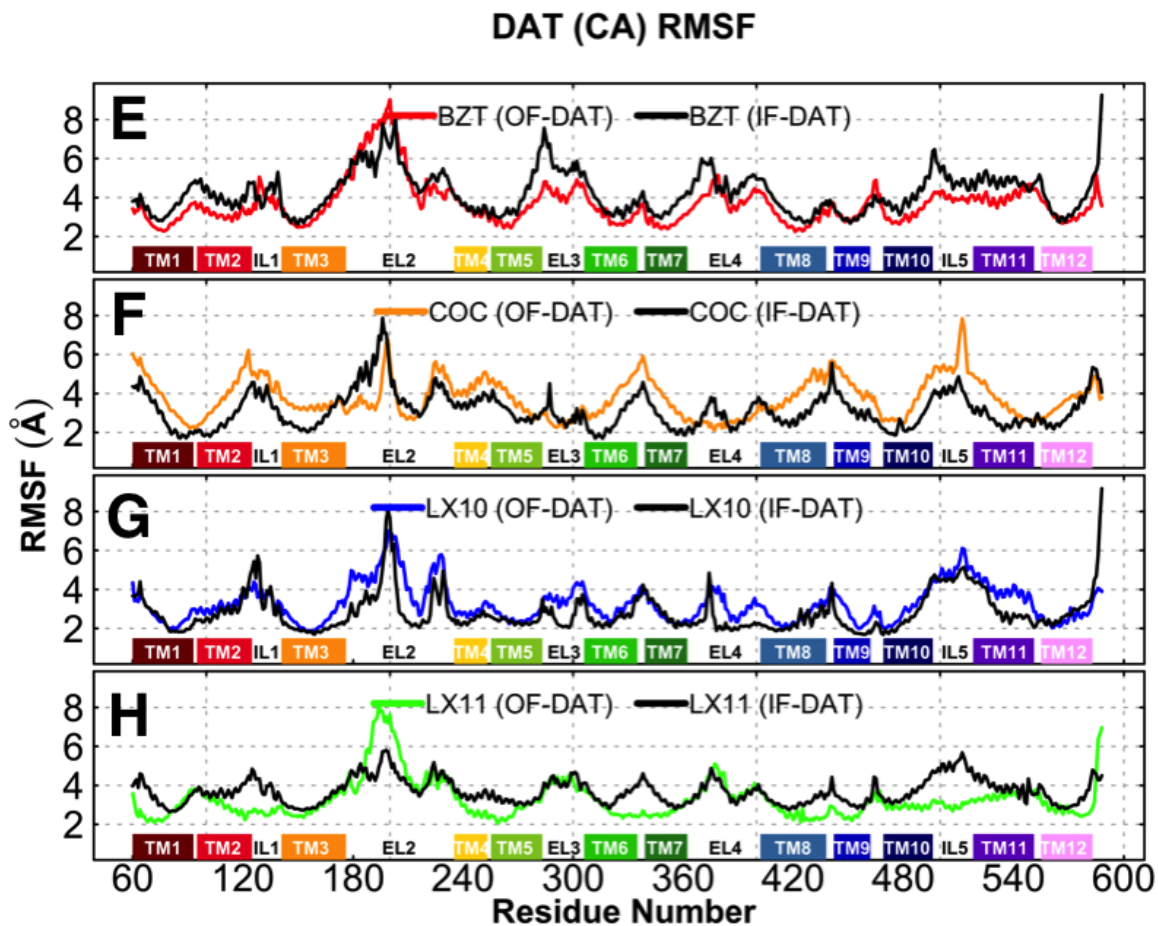 DAT (CA) RMSF
RMSF (Å)
E
BZT (OF-DAT) BZT (IF-DAT)
8
6
4
2
TM1 TM2 IL1 TM3 EL2 TM4 TM5 EL3 TM6 TM7 EL4 TM8 TM9 TM10 IL5 TM11 TM12
F
COC (OF-DAT) COC (IF-DAT)
8
6
4
2
TM1 TM2 IL1 TM3 EL2 TM4 TM5 EL3 TM6 TM7 EL4 TM8 TM9 TM10 IL5 TM11 TM12
G
LX10 (OF-DAT) LX10 (IF-DAT)
8
6
4
2
TM1 TM2 IL1 TM3 EL2 TM4 TM5 EL3 TM6 TM7 EL4 TM8 TM9 TM10 IL5 TM11 TM12
H
LX11 (OF-DAT) LX11 (IF-DAT)
8
6
4
2
TM1 TM2 IL1 TM3 EL2 TM4 TM5 EL3 TM6 TM7 EL4 TM8 TM9 TM10 IL5 TM11 TM12
60 120 180 240 300 360 420 480 540 600
Residue Number